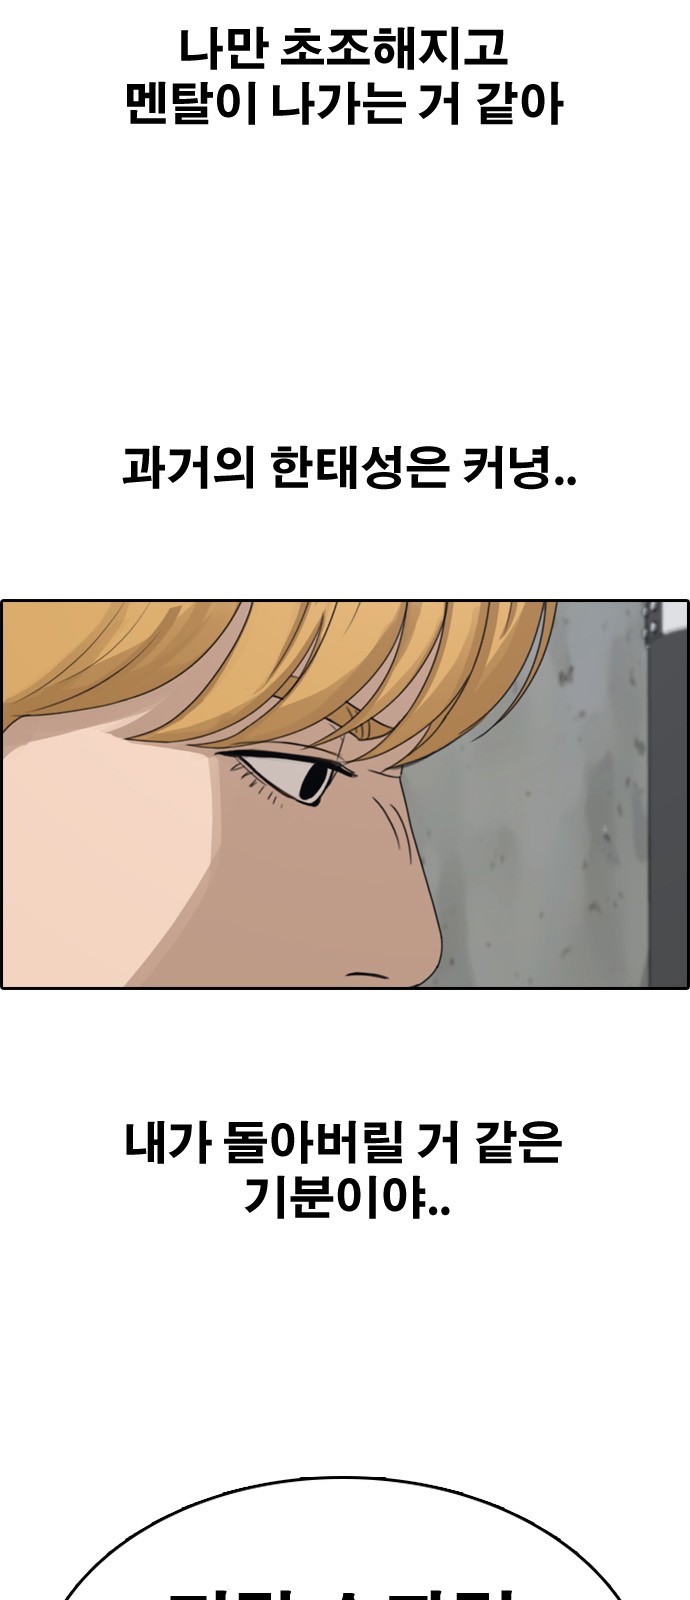 나만 초조해지고
멘탈이 나가는 거 같아
과거의 한태성은 커녕..
내가 돌아버릴 거 같은
기분이야..